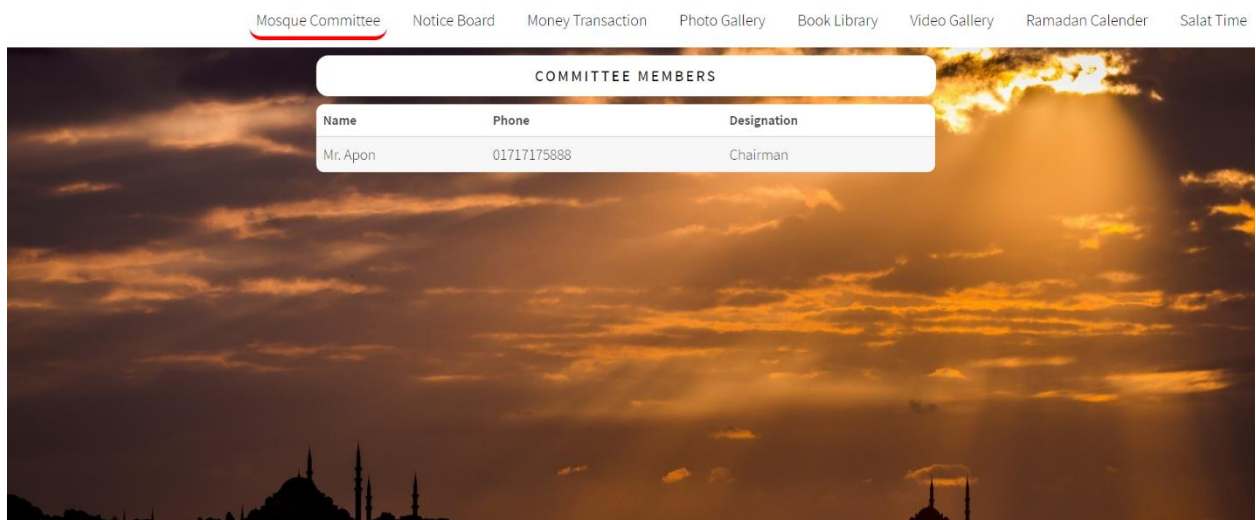 Mosque Committee Notice Board Money Transaction Photo Gallery Book Library Video Gallery Ramadan Calender Salat Time
COMMITTEE MEMBERS
Name Phone Designation
Mr. Apon 01717175888 Chairman